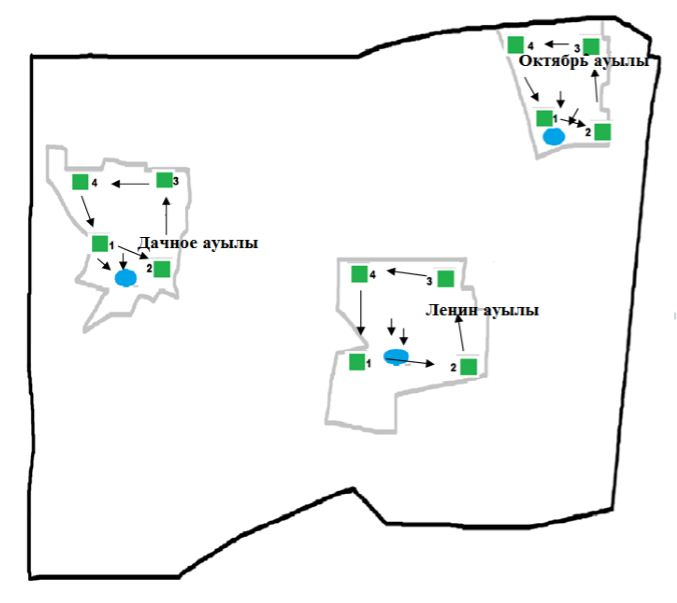 4 3
Октябрь ауылы
1 2
4 3
1 Дачное ауылы
2
4 3
Ленин ауылы
1 2